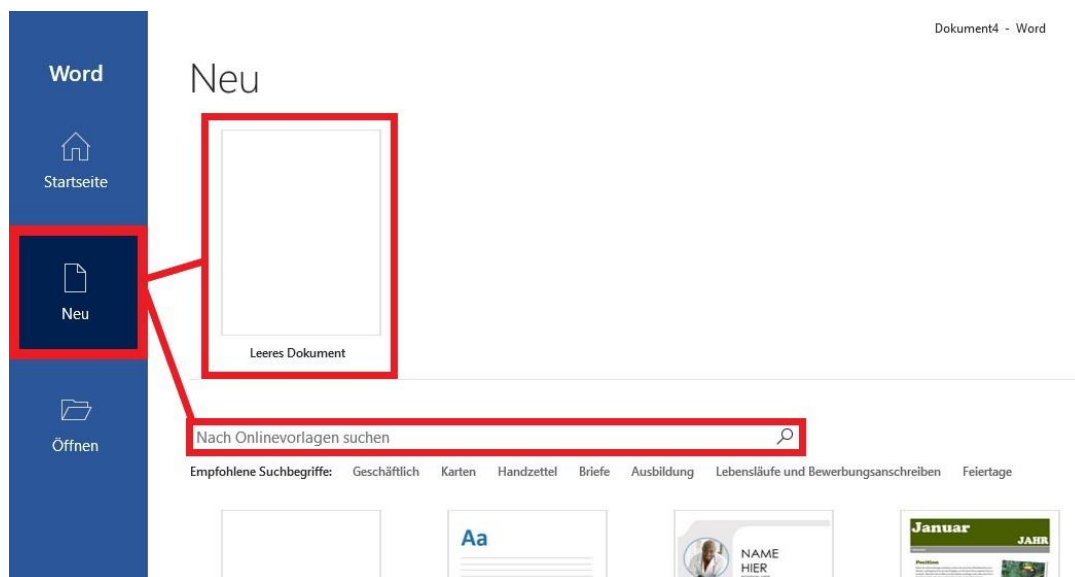 Dokument4 - Word
Word
Neu
Startseite
Neu
Leeres Dokument
Öffnen
Nach Onlinevorlagen suchen
Empfohlene Suchbegriffe: Geschäftlich Karten Handzettel Briefe Ausbildung Lebensläufe und Bewerbungsanschreiben Feiertage
Aa
NAME
HIER
Januar
JAHR